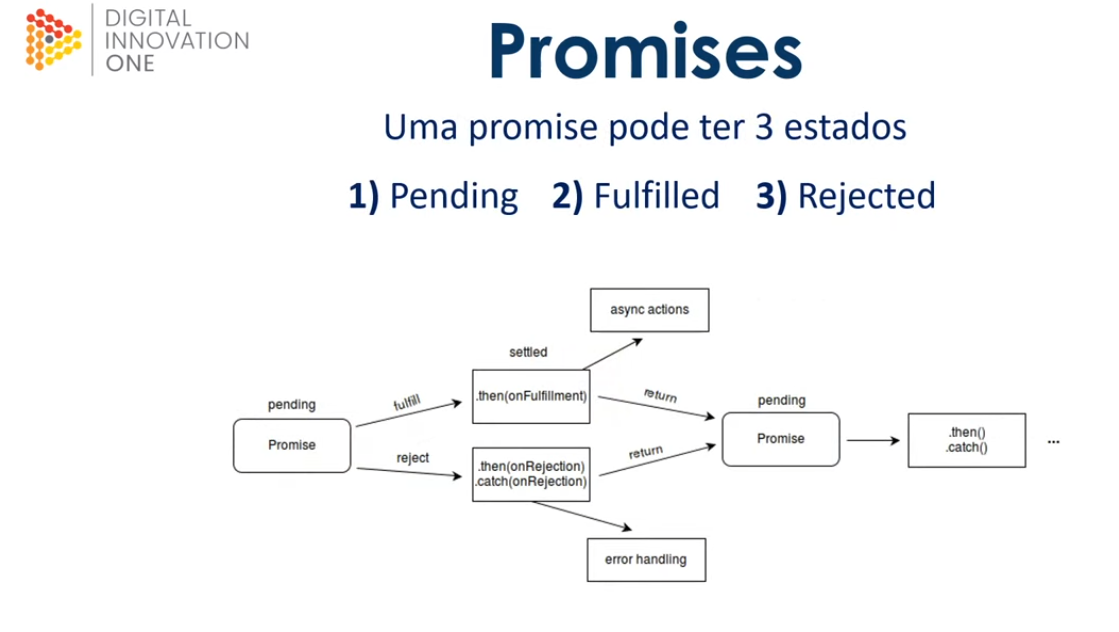 DIGITAL
INNOVATION
ONE
Promises
Uma promise pode ter 3 estados
1) Pending 2) Fulfilled 3) Rejected
async actions
settled
.then(onFulfillment)
pending
fulfill
return
pending
Promise
reject
.then(onRejection)
.catch(onRejection)
return
Promise
.then()
.catch()
...
error handling